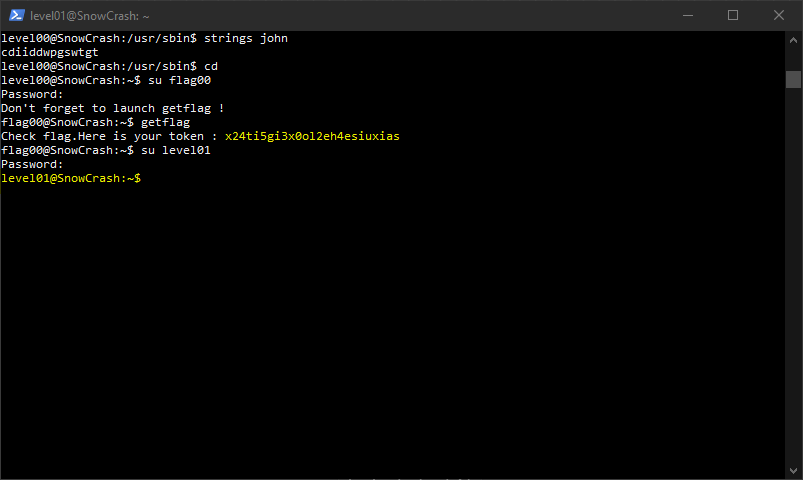 level01@SnowCrash: ~
level00@SnowCrash:/usr/sbin$ strings john
cdiiddwpgswtgt
level00@SnowCrash:/usr/sbin$ cd
level00@SnowCrash:~$ su flag00
Password:
Don't forget to launch getflag !
flag00@SnowCrash:~$ getflag
Check flag.Here is your token : x24ti5gi3x0ol2eh4esiuxias
flag00@SnowCrash:~$ su level01
Password:
level01@SnowCrash:~$